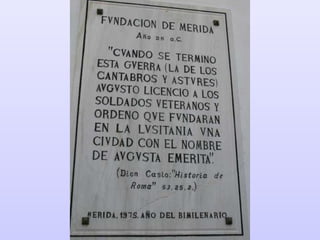 FVNDACION DE MERIDA
Año 25 a.C.
"CVANDO SE TERMINO
ESTA GVERRA (LA DE LOS
CANTABROS Y ASTVRES)
AVGVSTO LICENCIO A LOS
SOLDADOS VETERANOS Y
ORDENO QVE FVNDARAN
EN LA LVSITANIA VNA
CIVDAD CON EL NOMBRE
DE AVGVSTA EMERITA".
(Dion Casio: "Historia de
Roma" 53.25.2.)
MERIDA, 1975. AÑO DEL BIMILENARIO